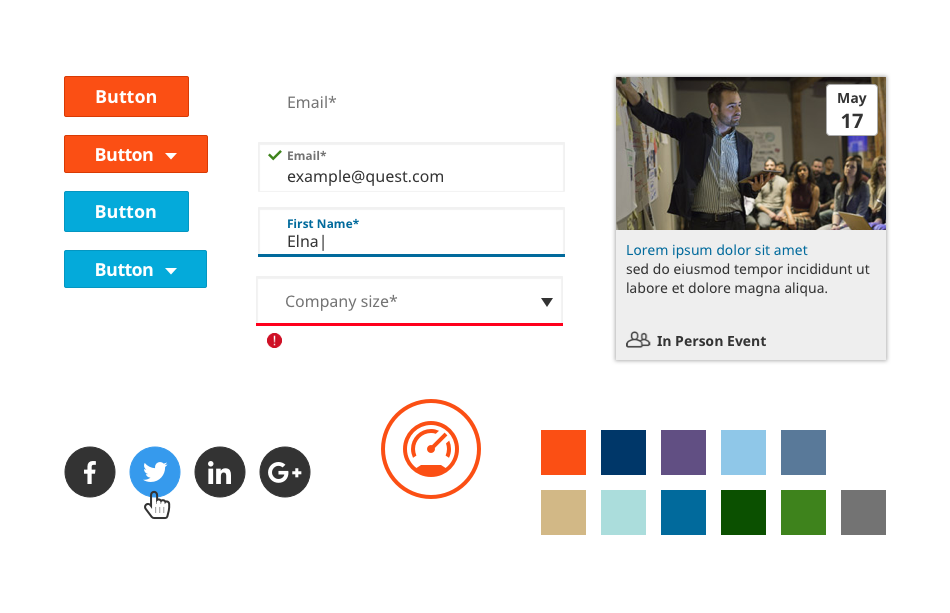 Button
Button
Button
Button
Email*
Email*
example@quest.com
First Name*
Elna
Company size*
!
May
17
Lorem ipsum dolor sit amet
sed do eiusmod tempor incididunt ut
labore et dolore magna aliqua.
In Person Event
f
in
G+